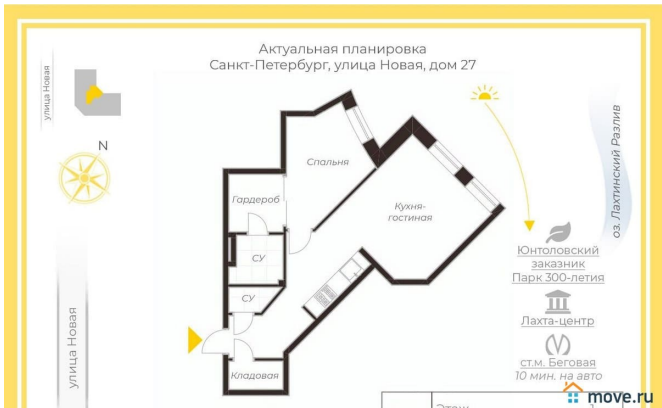 Актуальная планировка
Санкт-Петербург, улица Новая, дом 27
улица Новая
N
Спальня
Гардероб
Кухня-
гостиная
СУ
СУ
Кладовая
улица Новая
оз. Лахтинский Разлив
Юнтоловский
заказник
Парк 300-летия
Лахта-центр
ст.м. Беговая
10 мин. на авто
move.ru